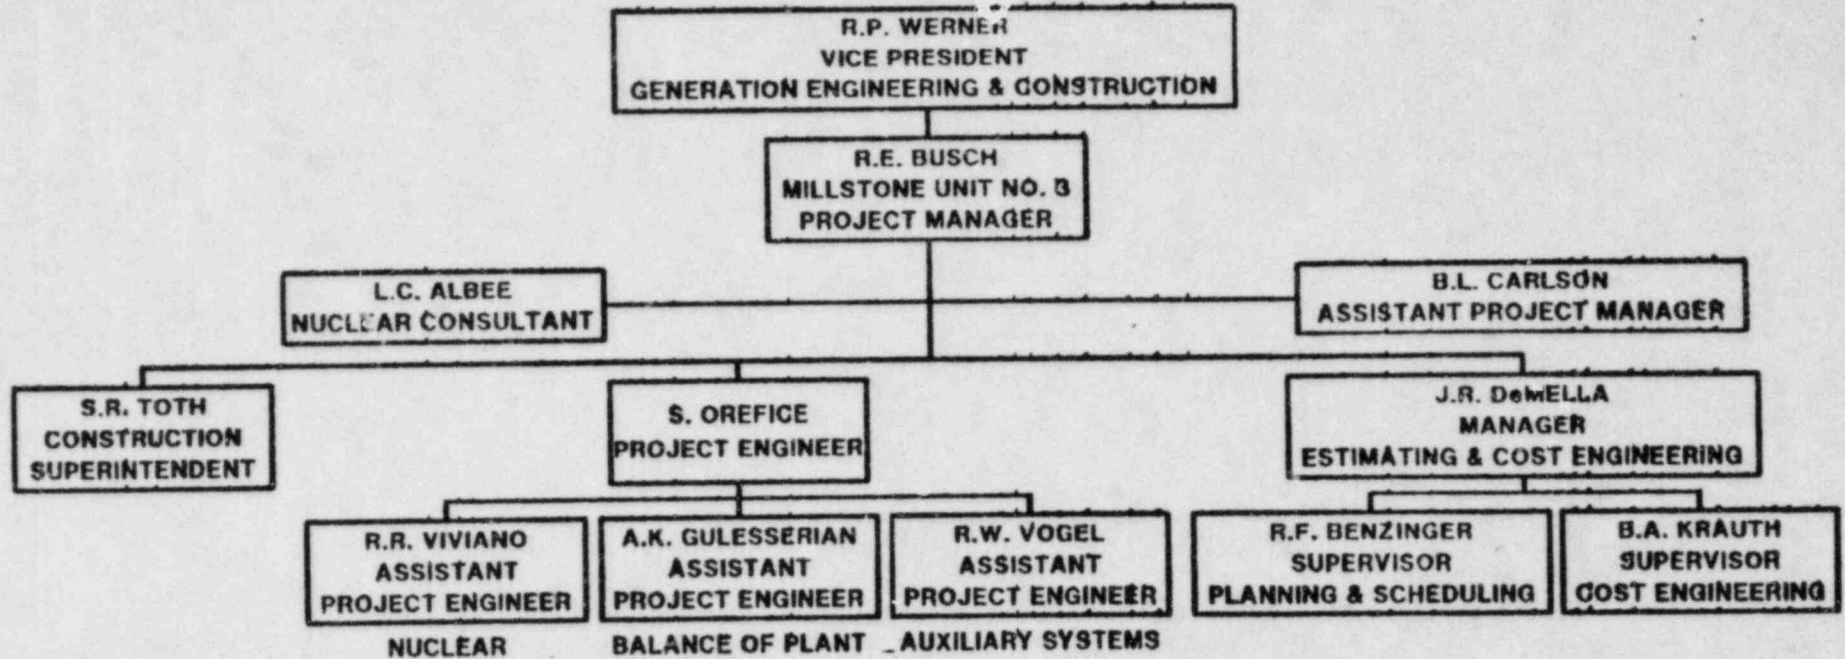 R.P. WERNER
VICE PRESIDENT
GENERATION ENGINEERING & CONSTRUCTION
R.E. BUSCH
MILLSTONE UNIT NO. 3
PROJECT MANAGER
L.C. ALBEE
NUCLEAR CONSULTANT
B.L. CARLSON
ASSISTANT PROJECT MANAGER
S.R. TOTH
CONSTRUCTION
SUPERINTENDENT
S. OREFICE
PROJECT ENGINEER
J.R. DeMELLA
MANAGER
ESTIMATING & COST ENGINEERING
R.R. VIVIANO
ASSISTANT
PROJECT ENGINEER
NUCLEAR
A.K. GULESSERIAN
ASSISTANT
PROJECT ENGINEER
BALANCE OF PLANT
R.W. VOGEL
ASSISTANT
PROJECT ENGINEER
AUXILIARY SYSTEMS
R.F. BENZINGER
SUPERVISOR
PLANNING & SCHEDULING
B.A. KRAUTH
SUPERVISOR
COST ENGINEERING